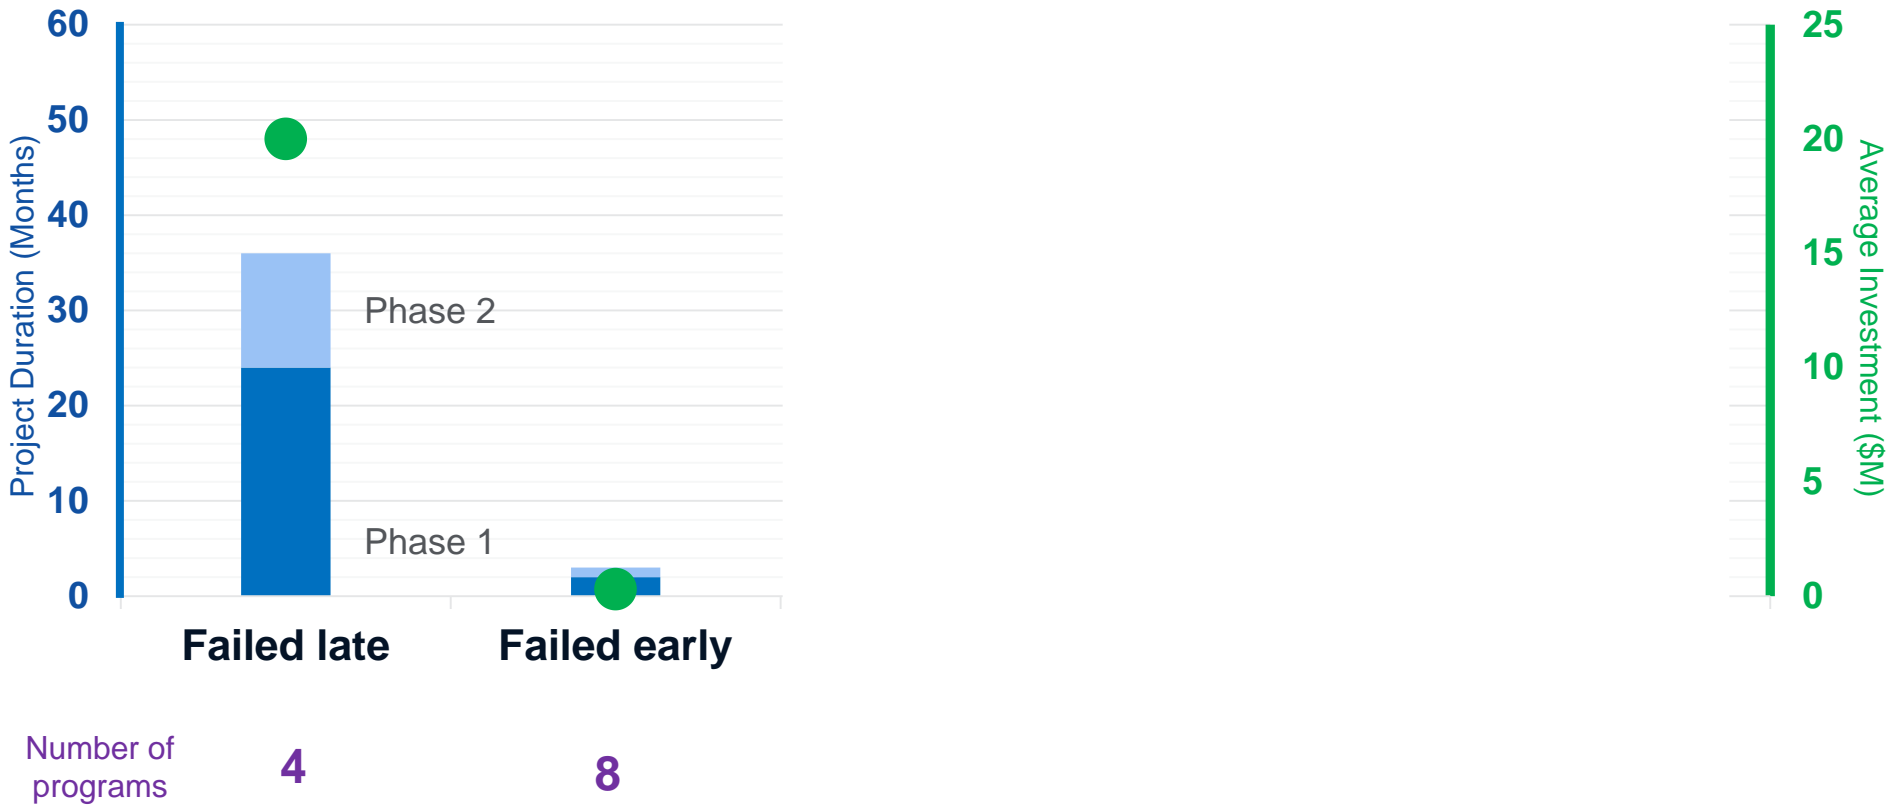 60
50
40
30
20
10
0
Project Duration (Months)
Phase 2
Phase 1
Failed late
Failed early
25
20
15
10
5
0
Average Investment ($M)
Number of
programs
4
8